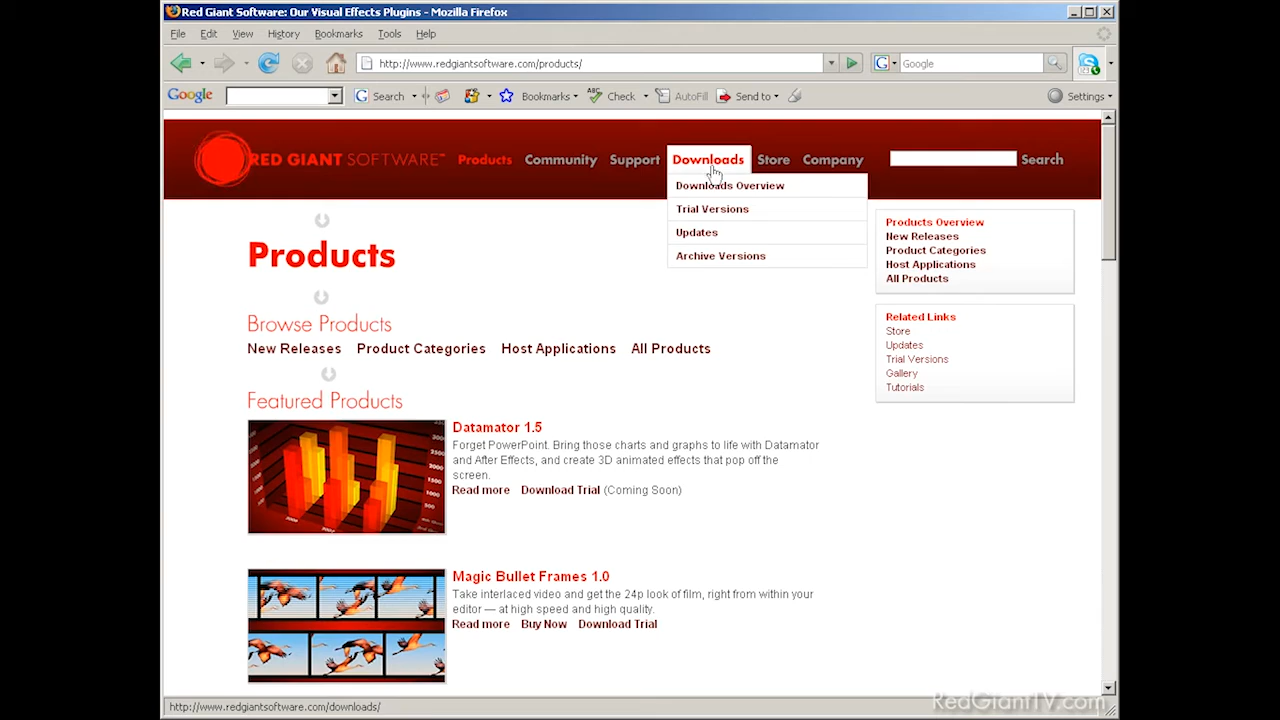 Red Giant Software: Our Visual Effects Plugins - Mozilla Firefox
File Edit View History Bookmarks Tools Help
http://www.redgiantsoftware.com/products/
G Google
Google G Search Bookmarks ABC Check AutoFill Send to Settings
RED GIANT SOFTWARE™ Products Community Support Downloads Store Company Search
Downloads Overview
Trial Versions
Updates
Archive Versions
Products
Browse Products
New Releases Product Categories Host Applications All Products
Featured Products
Datamator 1.5
Forget PowerPoint. Bring those charts and graphs to life with Datamator
and After Effects, and create 3D animated effects that pop off the
screen.
Read more Download Trial (Coming Soon)
Magic Bullet Frames 1.0
Take interlaced video and get the 24p look of film, right from within your
editor — at high speed and high quality.
Read more Buy Now Download Trial
Products Overview
New Releases
Product Categories
Host Applications
All Products
Related Links
Store
Updates
Trial Versions
Gallery
Tutorials
http://www.redgiantsoftware.com/downloads/
RedGiantTV.com